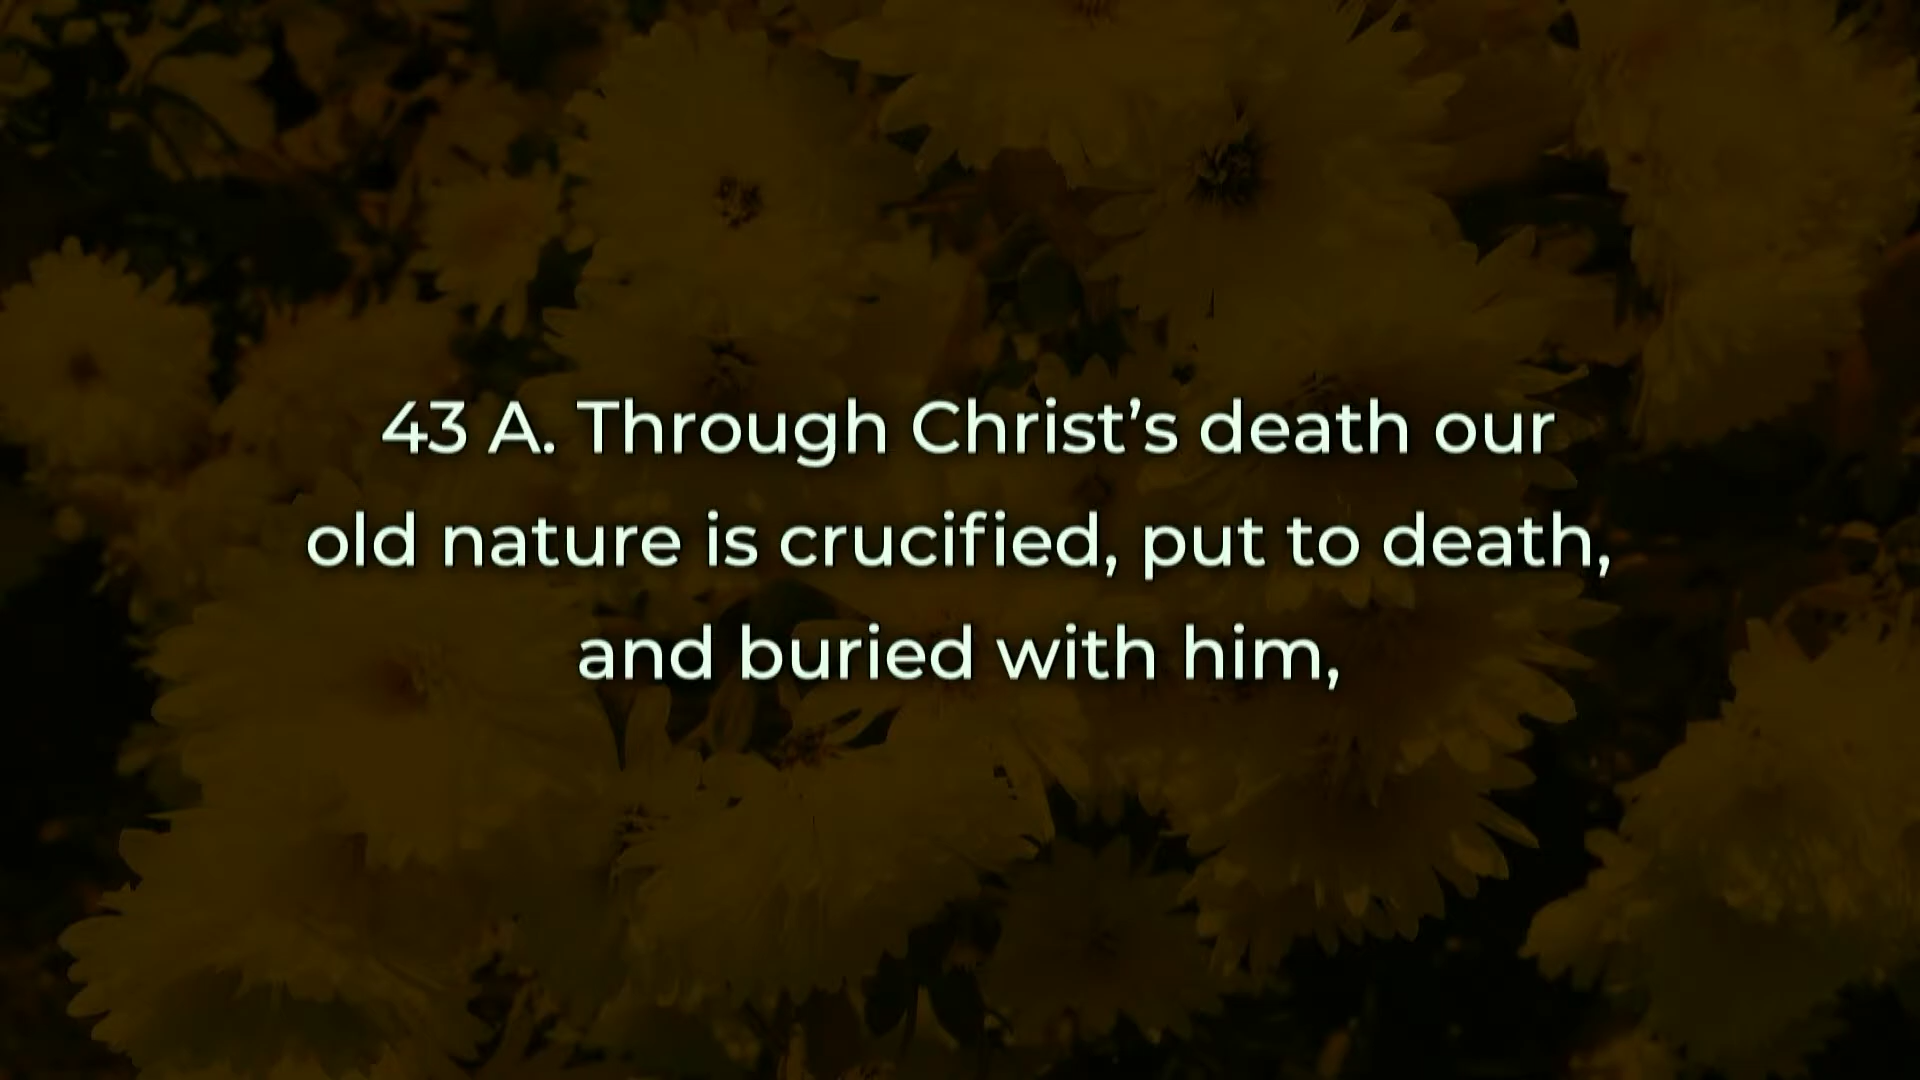 43 A. Through Christ’s death our
old nature is crucified, put to death,
and buried with him,